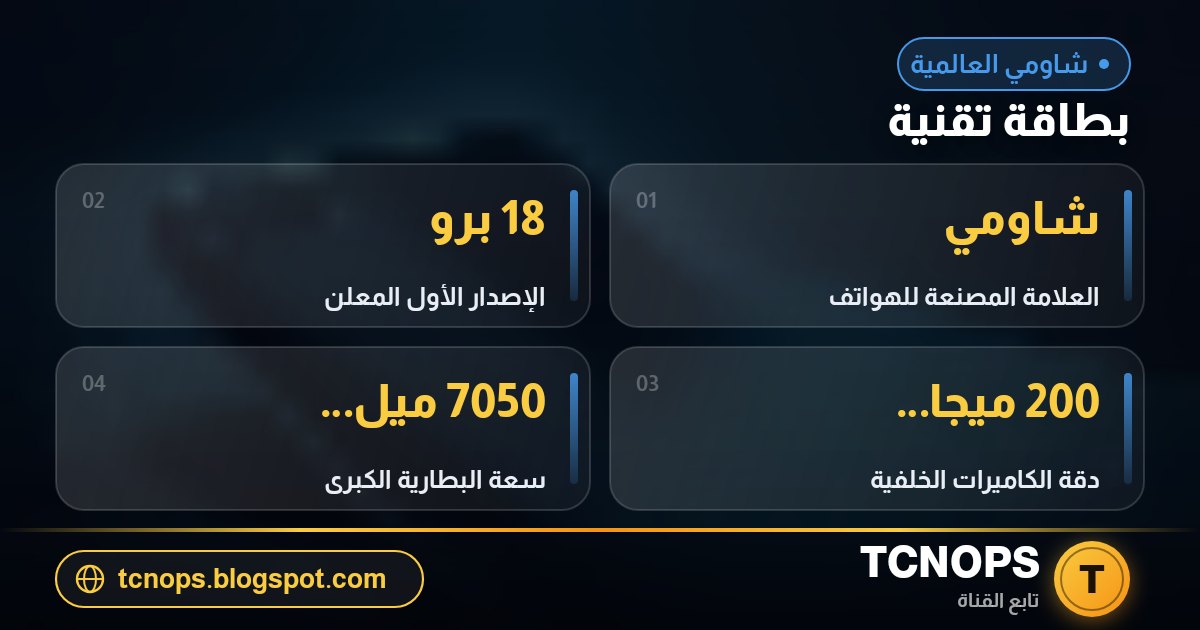 شاومي العالمية
بطاقة تقنية
01
شاومي
العلامة المصنعة للهواتف
02
18 برو
الإصدار الأول المعلن
03
200 ميجا...
دقة الكاميرات الخلفية
04
7050 ميل...
سعة البطارية الكبرى
T
TCNOPS
تابع القناة
tcnops.blogspot.com